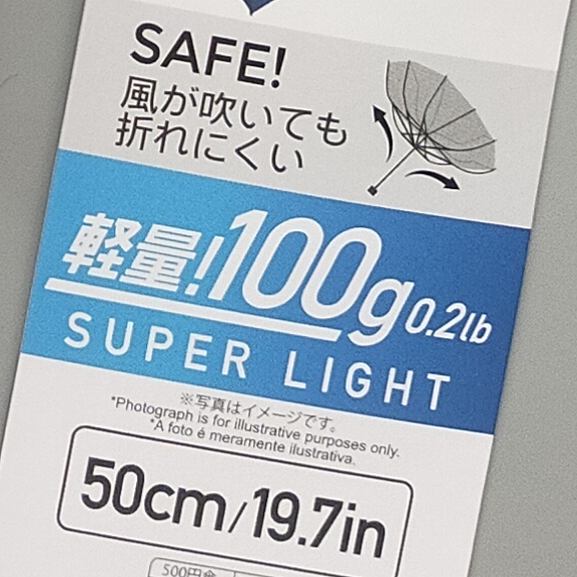 SAFE!
風が吹いても
折れにくい
軽量!100g0.2lb
SUPER LIGHT
※写真はイメージです。
*Photograph is for illustrative purposes only.
*A foto é meramente ilustrativa.
50cm/19.7in
500円